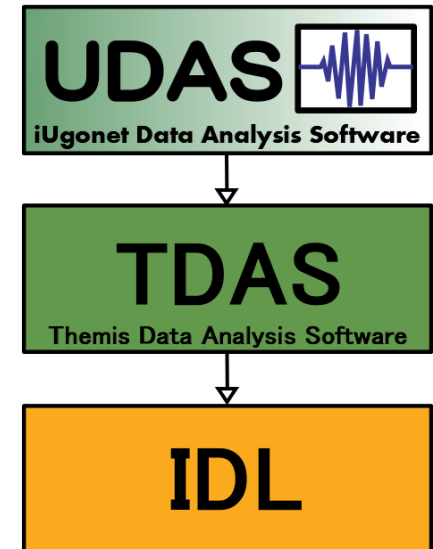 UDAS
iUgonet Data Analysis Software
TDAS
Themis Data Analysis Software
IDL